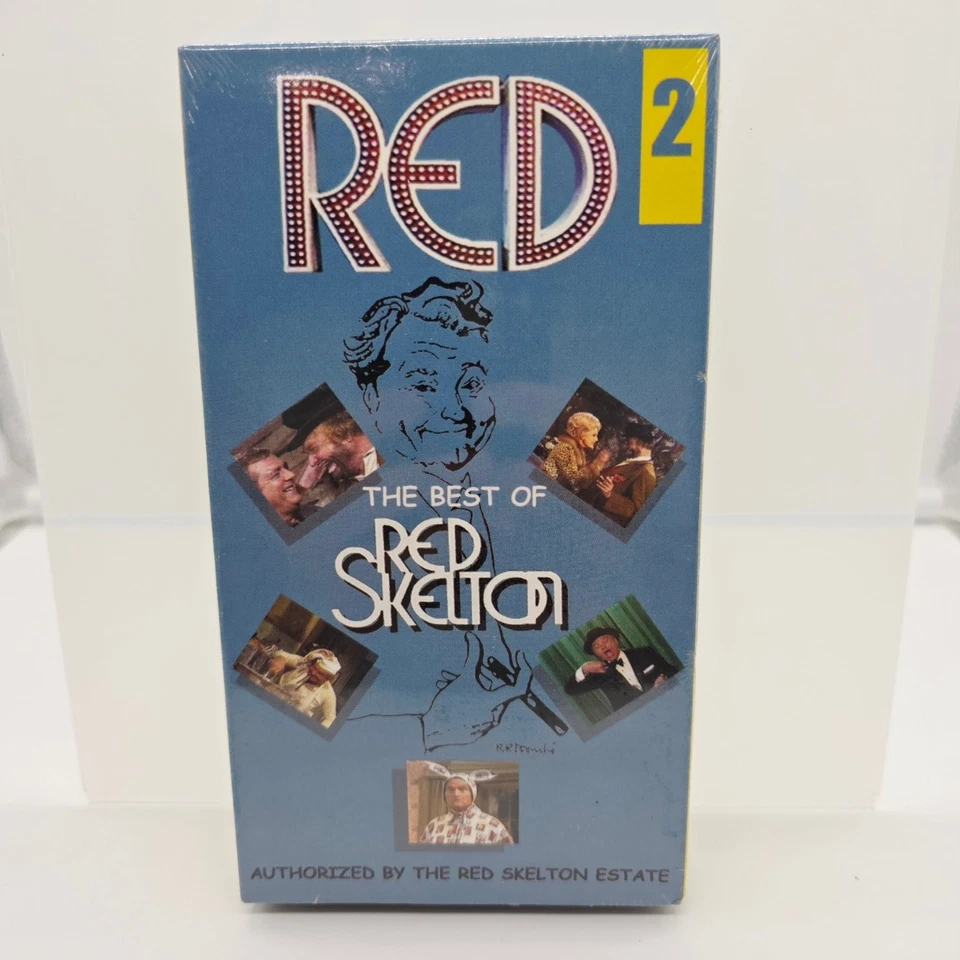 RED
2
THE BEST OF
RED
SKELTON
AUTHORIZED BY THE RED SKELTON ESTATE